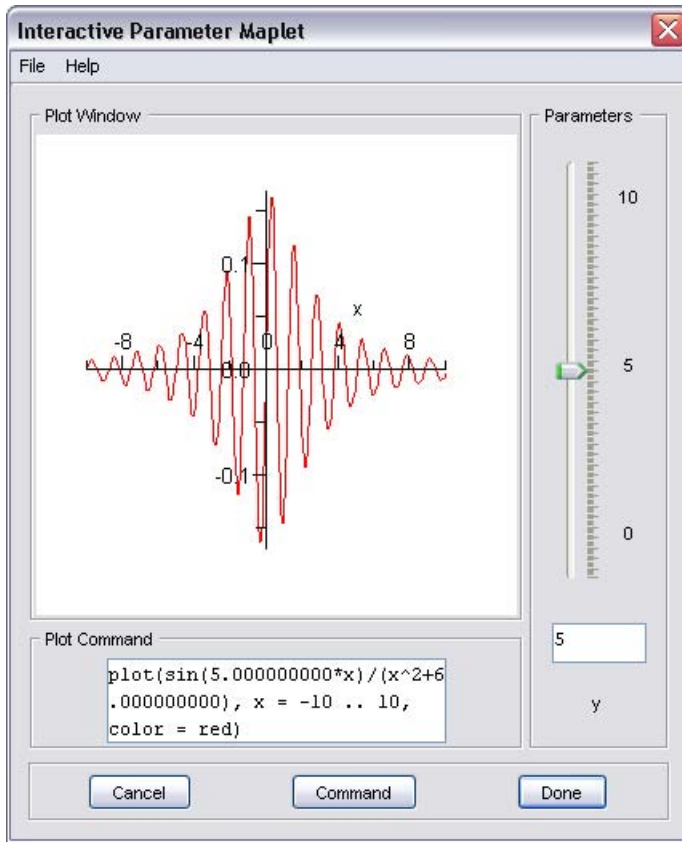 Interactive Parameter Maplet
File Help
Plot Window
0.1
x
-8 -4 0 4 8
0.0
-0.1
Parameters
10
5
0
5
y
Plot Command
plot(sin(5.000000000*x)/(x^2+6
.000000000), x = -10 .. 10,
color = red)
Cancel Command Done